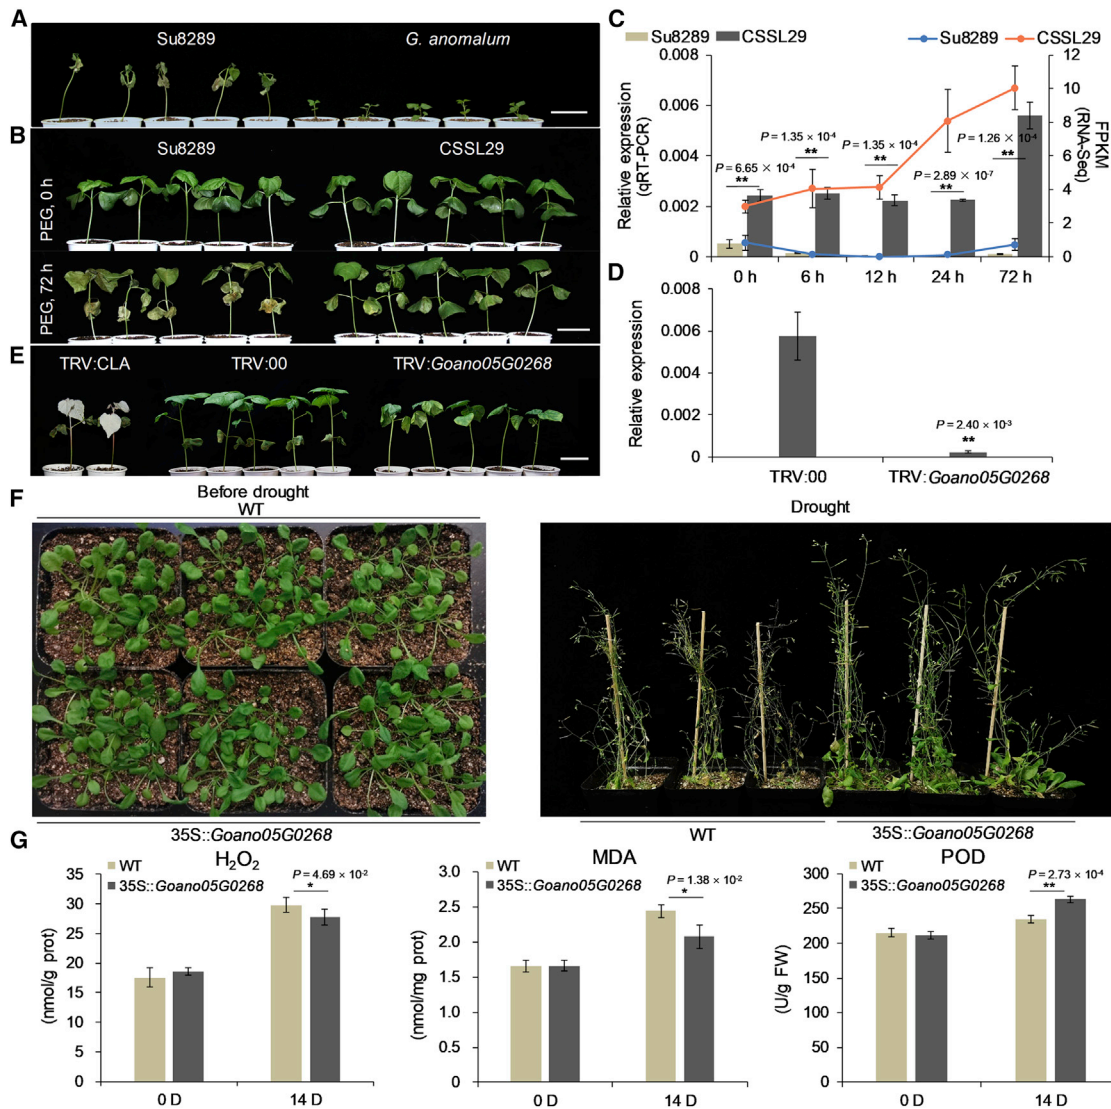 A
Su8289
G. anomalum
B
Su8289
CSSL29
PEG, 0 h
PEG, 72 h
E
TRV:CLA
TRV:00
TRV:Goano05G0268
C
Su8289
CSSL29
Su8289
CSSL29
Relative expression
(qRT-PCR)
0.008
0.006
0.004
0.002
0
12
10
8
6
4
2
0
FPKM
(RNA-Seq)
P = 6.65 × 10-4
**
P = 1.35 × 10-4
**
P = 1.35 × 10-4
**
P = 2.89 × 10-7
**
P = 1.26 × 10-4
**
0 h
6 h
12 h
24 h
72 h
D
Relative expression
0.008
0.006
0.004
0.002
0
P = 2.40 × 10-3
**
TRV:00
TRV:Goano05G0268
F
Before drought
WT
35S::Goano05G0268
Drought
WT
35S::Goano05G0268
G
H2O2
WT
35S::Goano05G0268
P = 4.69 × 10-2
*
(nmol/g prot)
35
30
25
20
15
10
5
0
0 D
14 D
MDA
WT
35S::Goano05G0268
P = 1.38 × 10-2
*
(nmol/mg prot)
3.0
2.5
2.0
1.5
1.0
0.5
0
0 D
14 D
POD
WT
35S::Goano05G0268
P = 2.73 × 10-4
**
(U/g FW)
300
250
200
150
100
50
0
0 D
14 D